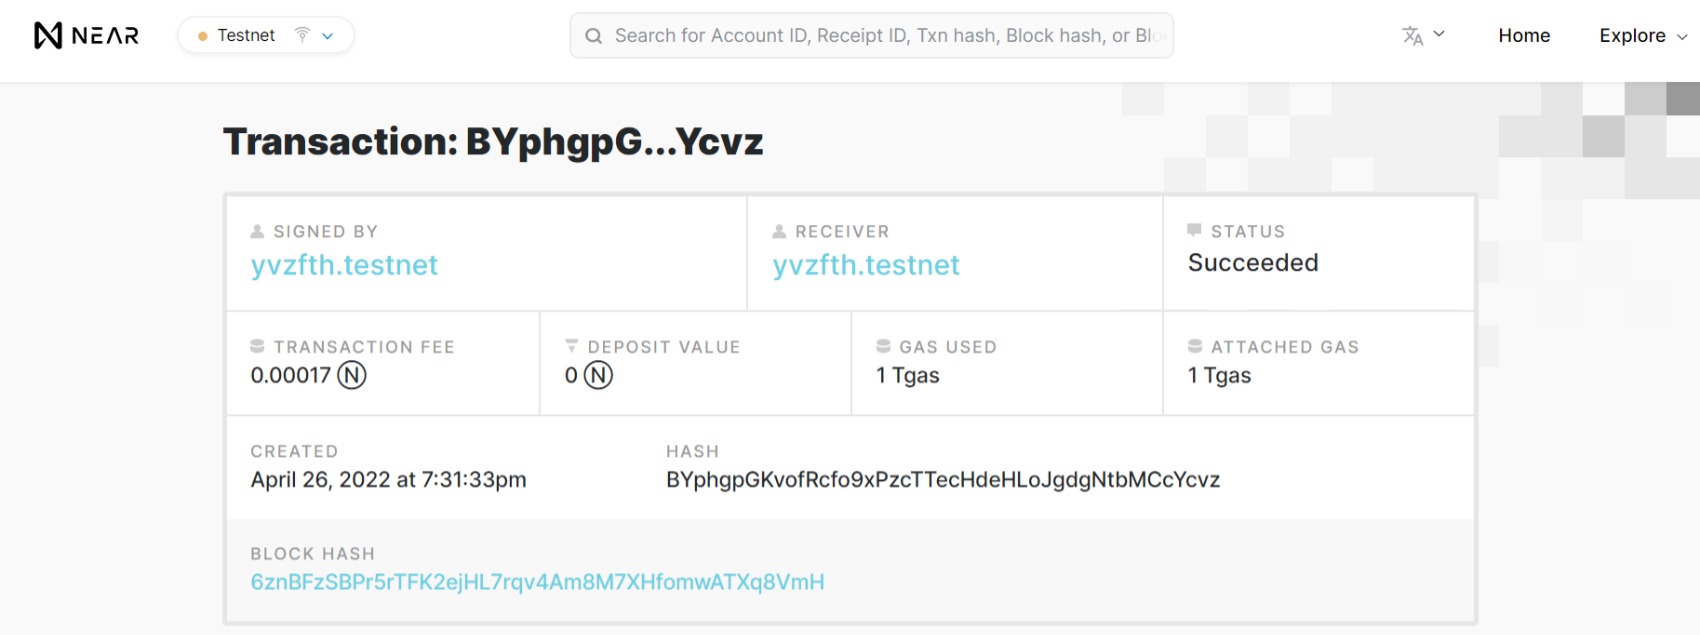 NEAR
Testnet
Search for Account ID, Receipt ID, Txn hash, Block hash, or Blo
Home
Explore
Transaction: BYphgpG...Ycvz
SIGNED BY
yvzfth.testnet
RECEIVER
yvzfth.testnet
STATUS
Succeeded
TRANSACTION FEE
0.00017 Ⓝ
DEPOSIT VALUE
0 Ⓝ
GAS USED
1 Tgas
ATTACHED GAS
1 Tgas
CREATED
April 26, 2022 at 7:31:33pm
HASH
BYphgpGKvofRcfo9xPzcTTecHdeHLoJgdgNtbMCcYcvz
BLOCK HASH
6znBFzSBPr5rTFK2ejHL7rqv4Am8M7XHfomwATXq8VmH